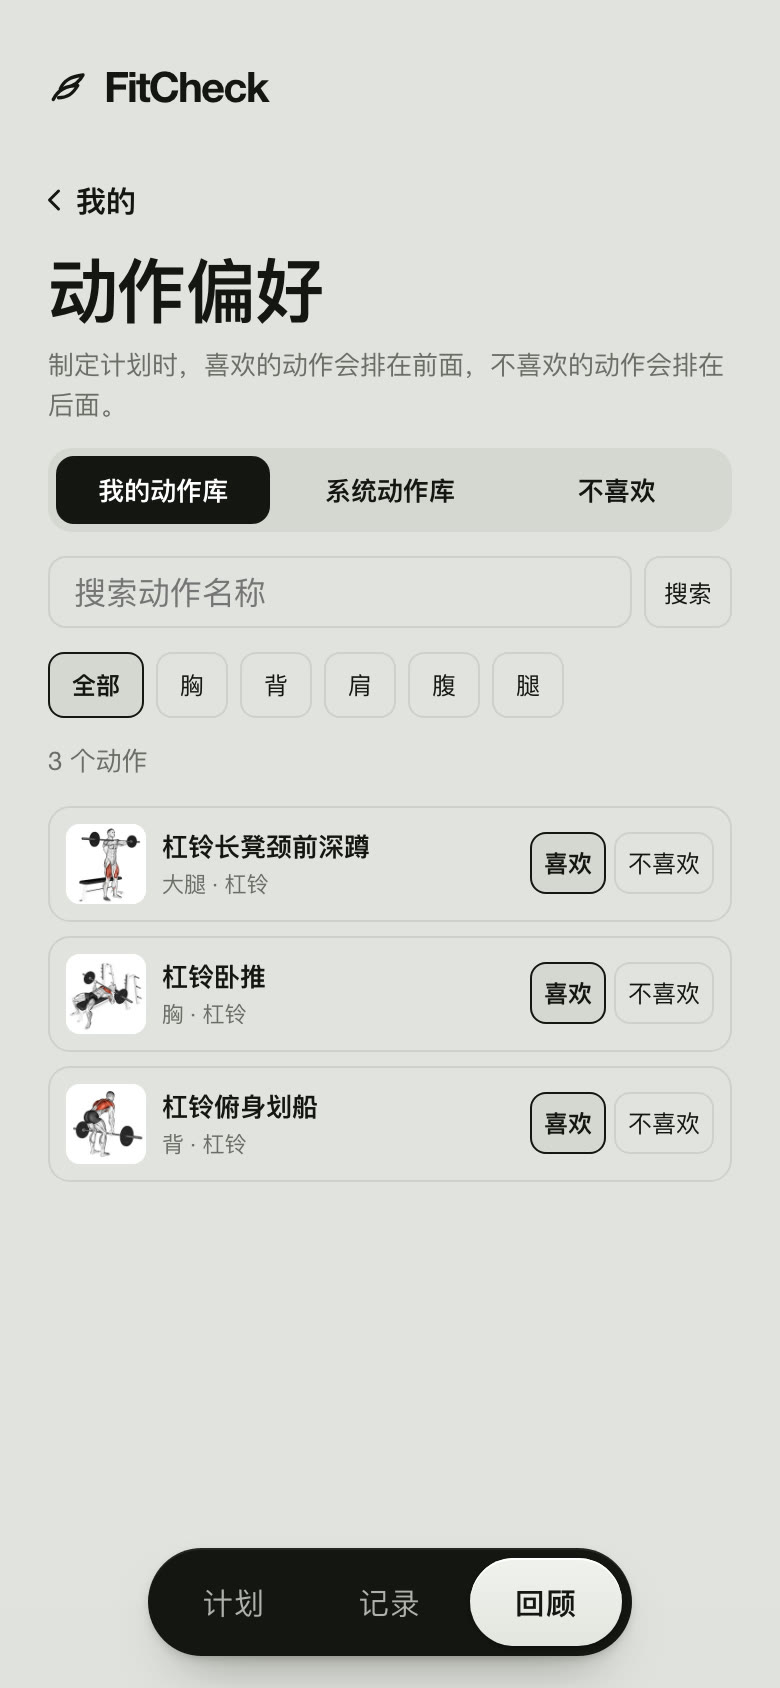 FitCheck
我的
动作偏好
制定计划时，喜欢的动作会排在前面，不喜欢的动作会排在
后面。
我的动作库 系统动作库 不喜欢
搜索动作名称 搜索
全部 胸 背 肩 腹 腿
3 个动作
杠铃长凳颈前深蹲
大腿 · 杠铃
喜欢 不喜欢
杠铃卧推
胸 · 杠铃
喜欢 不喜欢
杠铃俯身划船
背 · 杠铃
喜欢 不喜欢
计划 记录 回顾